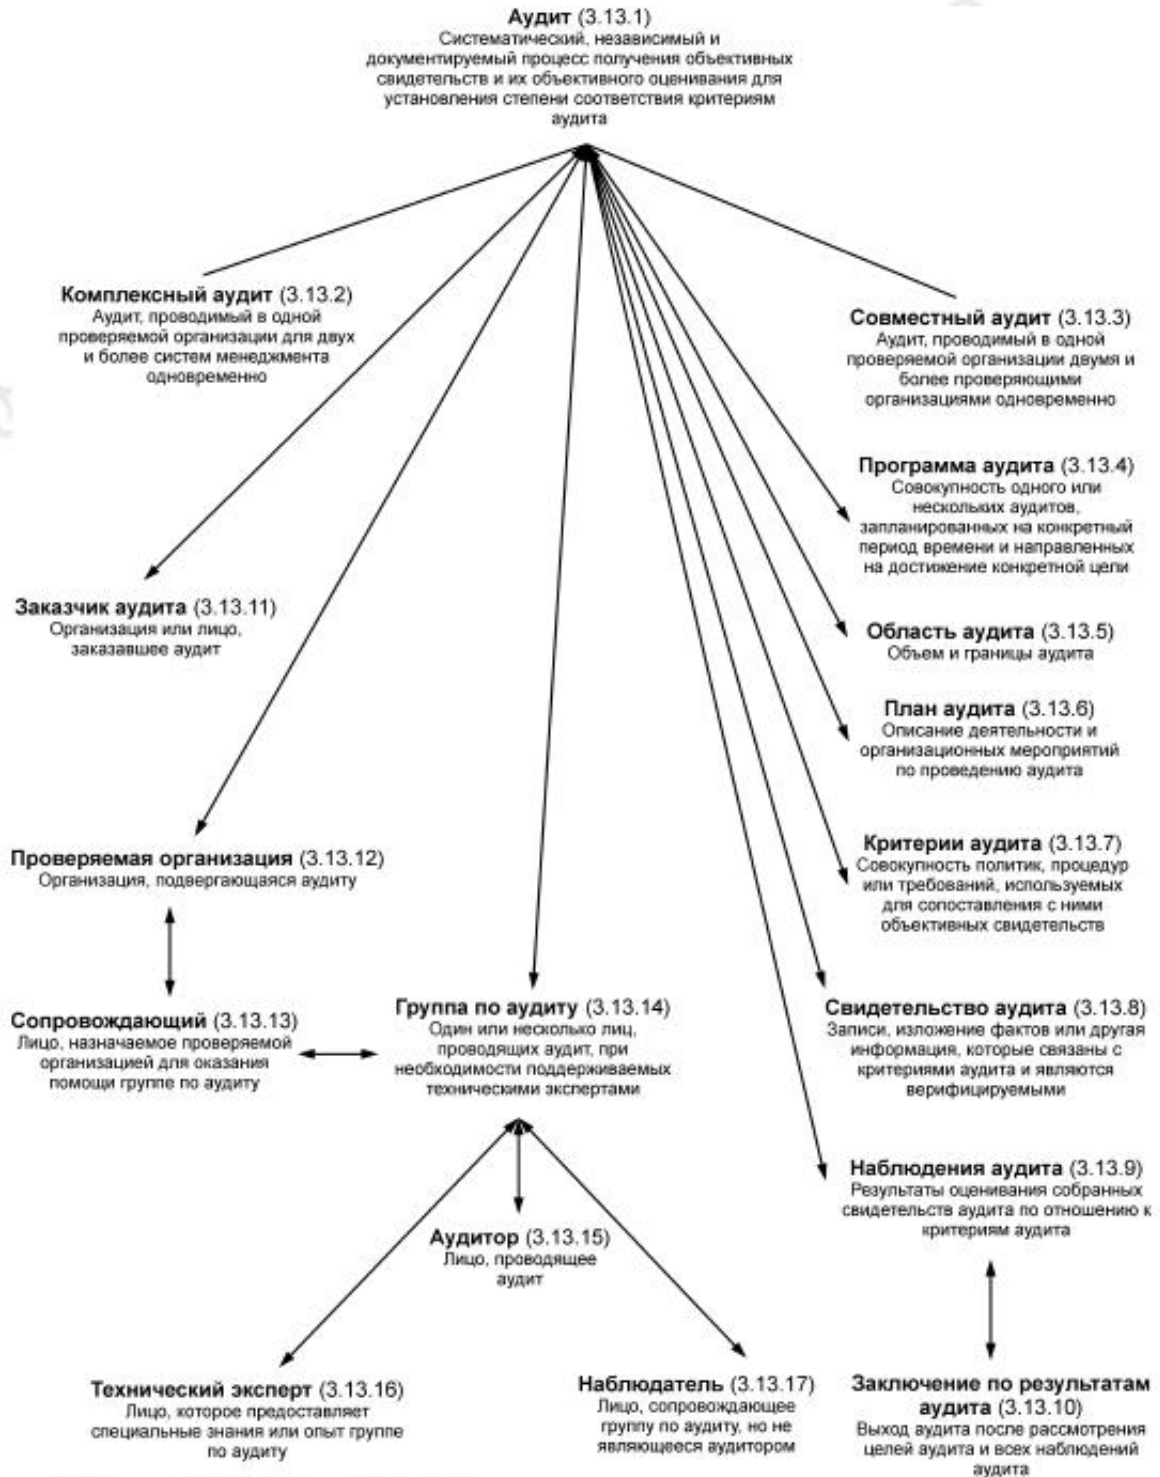 Аудит (3.13.1)
Систематический, независимый и
документируемый процесс получения объективных
свидетельств и их объективного оценивания для
установления степени соответствия критериям
аудита
Комплексный аудит (3.13.2)
Аудит, проводимый в одной
проверяемой организации для двух
и более систем менеджмента
одновременно
Совместный аудит (3.13.3)
Аудит, проводимый в одной
проверяемой организации двумя и
более проверяющими
организациями одновременно
Программа аудита (3.13.4)
Совокупность одного или
нескольких аудитов,
запланированных на конкретный
период времени и направленных
на достижение конкретной цели
Заказчик аудита (3.13.11)
Организация или лицо,
заказавшее аудит
Область аудита (3.13.5)
Объем и границы аудита
План аудита (3.13.6)
Описание деятельности и
организационных мероприятий
по проведению аудита
Проверяемая организация (3.13.12)
Организация, подвергающаяся аудиту
Критерии аудита (3.13.7)
Совокупность политик, процедур
или требований, используемых
для сопоставления с ними
объективных свидетельств
Сопровождающий (3.13.13)
Лицо, назначаемое проверяемой
организацией для оказания
помощи группе по аудиту
Группа по аудиту (3.13.14)
Один или несколько лиц,
проводящих аудит, при
необходимости поддерживаемых
техническими экспертами
Свидетельство аудита (3.13.8)
Записи, изложение фактов или другая
информация, которые связаны с
критериями аудита и являются
верифицируемыми
Наблюдения аудита (3.13.9)
Результаты оценивания собранных
свидетельств аудита по отношению к
критериям аудита
Аудитор (3.13.15)
Лицо, проводящее
аудит
Технический эксперт (3.13.16)
Лицо, которое предоставляет
специальные знания или опыт группе
по аудиту
Наблюдатель (3.13.17)
Лицо, сопровождающее
группу по аудиту, но не
являющееся аудитором
Заключение по результатам
аудита (3.13.10)
Выход аудита после рассмотрения
целей аудита и всех наблюдений
аудита